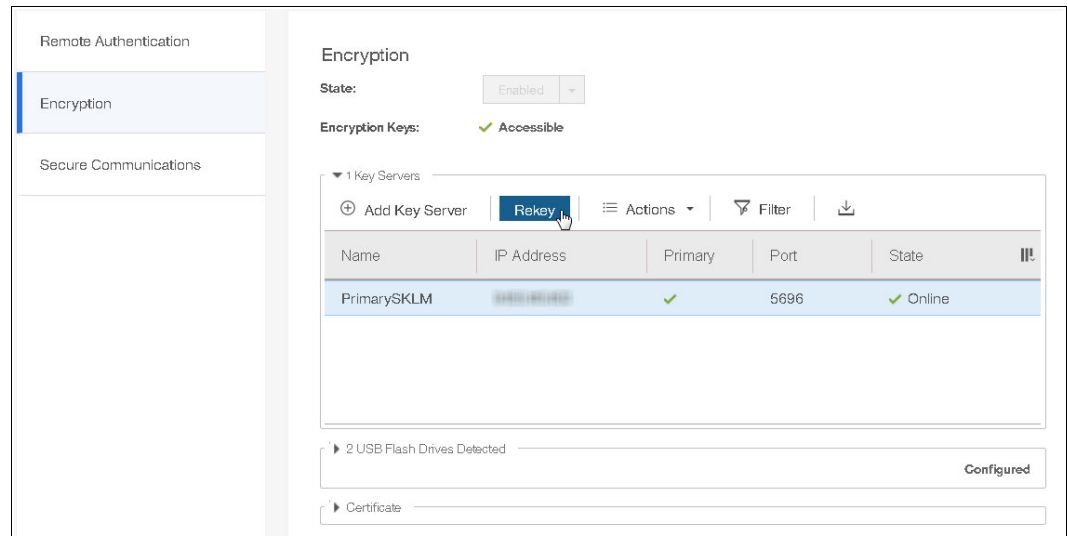 Remote Authentication
Encryption
Secure Communications
Encryption
State: Enabled
Encryption Keys: Accessible
1 Key Servers
Add Key Server Rekey Actions Filter
Name IP Address Primary Port State
PrimarySKLM 5696 Online
2 USB Flash Drives Detected
Configured
Certificate